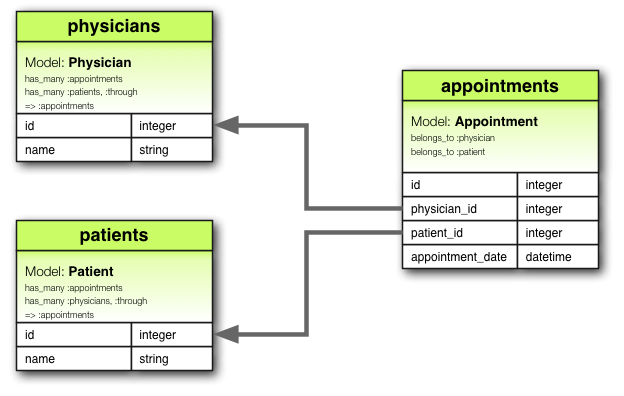 physicians
Model: Physician
has_many :appointments
has_many :patients, :through
=> :appointments
id integer
name string
appointments
Model: Appointment
belongs_to :physician
belongs_to :patient
id integer
physician_id integer
patient_id integer
appointment_date datetime
patients
Model: Patient
has_many :appointments
has_many :physicians, :through
=> :appointments
id integer
name string